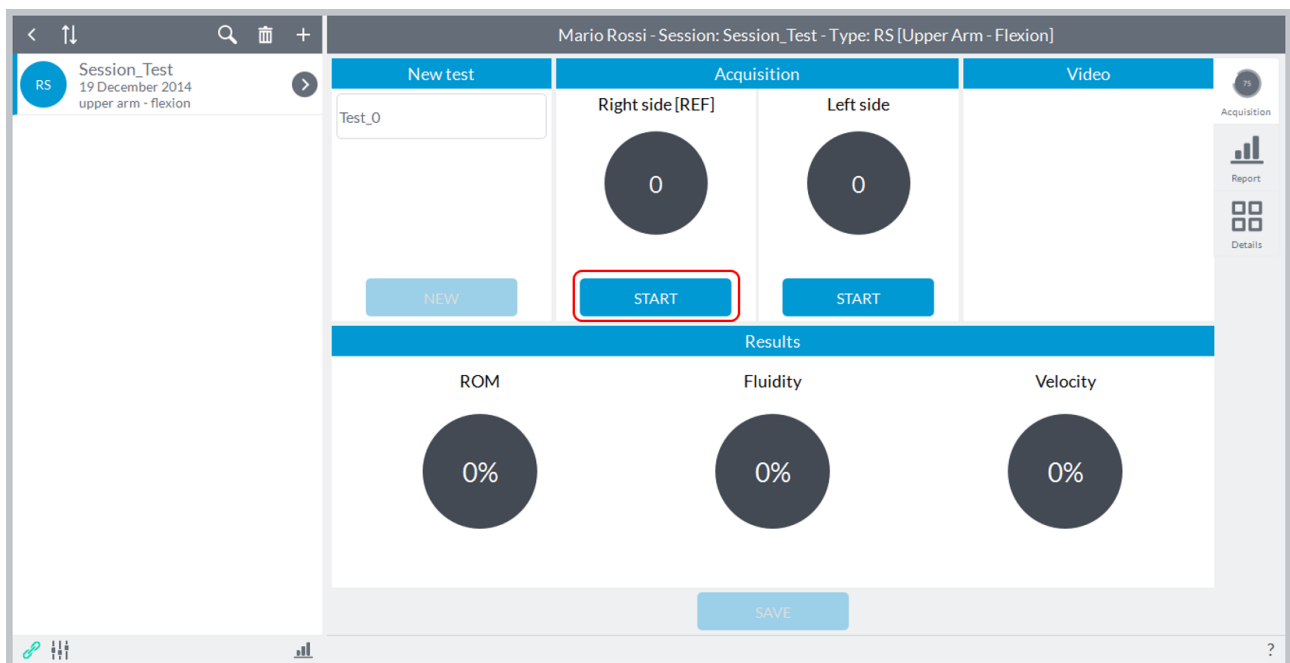 Mario Rossi - Session: Session_Test - Type: RS [Upper Arm - Flexion]
RS
Session_Test
19 December 2014
upper arm - flexion
New test
Acquisition
Video
Test_0
Right side [REF]
Left side
0
0
NEW
START
START
75
Acquisition
Report
Details
Results
ROM
Fluidity
Velocity
0%
0%
0%
SAVE
?